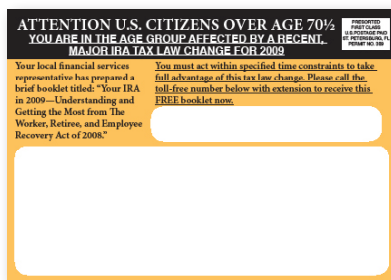 ATTENTION U.S. CITIZENS OVER AGE 70½
YOU ARE IN THE AGE GROUP AFFECTED BY A RECENT,
MAJOR IRA TAX LAW CHANGE FOR 2009
PRESORTED
FIRST CLASS
U.S. POSTAGE PAID
ST. PETERSBURG, FL
PERMIT NO. 369
Your local financial services
representative has prepared a
brief booklet titled: “Your IRA
in 2009—Understanding and
Getting the Most from The
Worker, Retiree, and Employee
Recovery Act of 2008.”
You must act within specified time constraints to take
full advantage of this tax law change. Please call the
toll-free number below with extension to receive this
FREE booklet now.